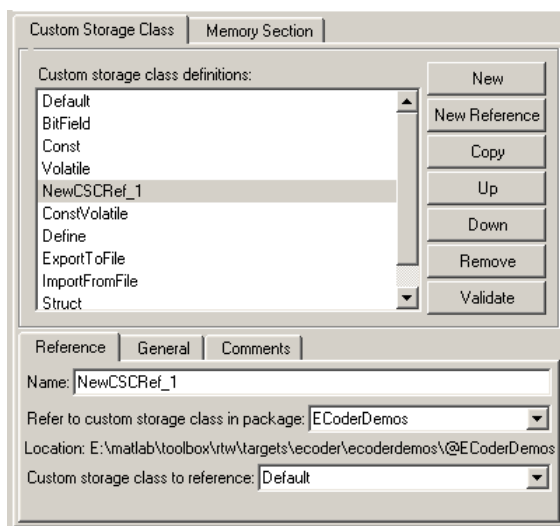 Custom Storage Class Memory Section
Custom storage class definitions:
Default
BitField
Const
Volatile
NewCSCRef_1
ConstVolatile
Define
ExportToFile
ImportFromFile
Struct
New
New Reference
Copy
Up
Down
Remove
Validate
Reference General Comments
Name: NewCSCRef_1
Refer to custom storage class in package: ECoderDemos
Location: E:\matlab\toolbox\rtw\targets\ecoder\ecoderdemos\@ECoderDemos
Custom storage class to reference: Default